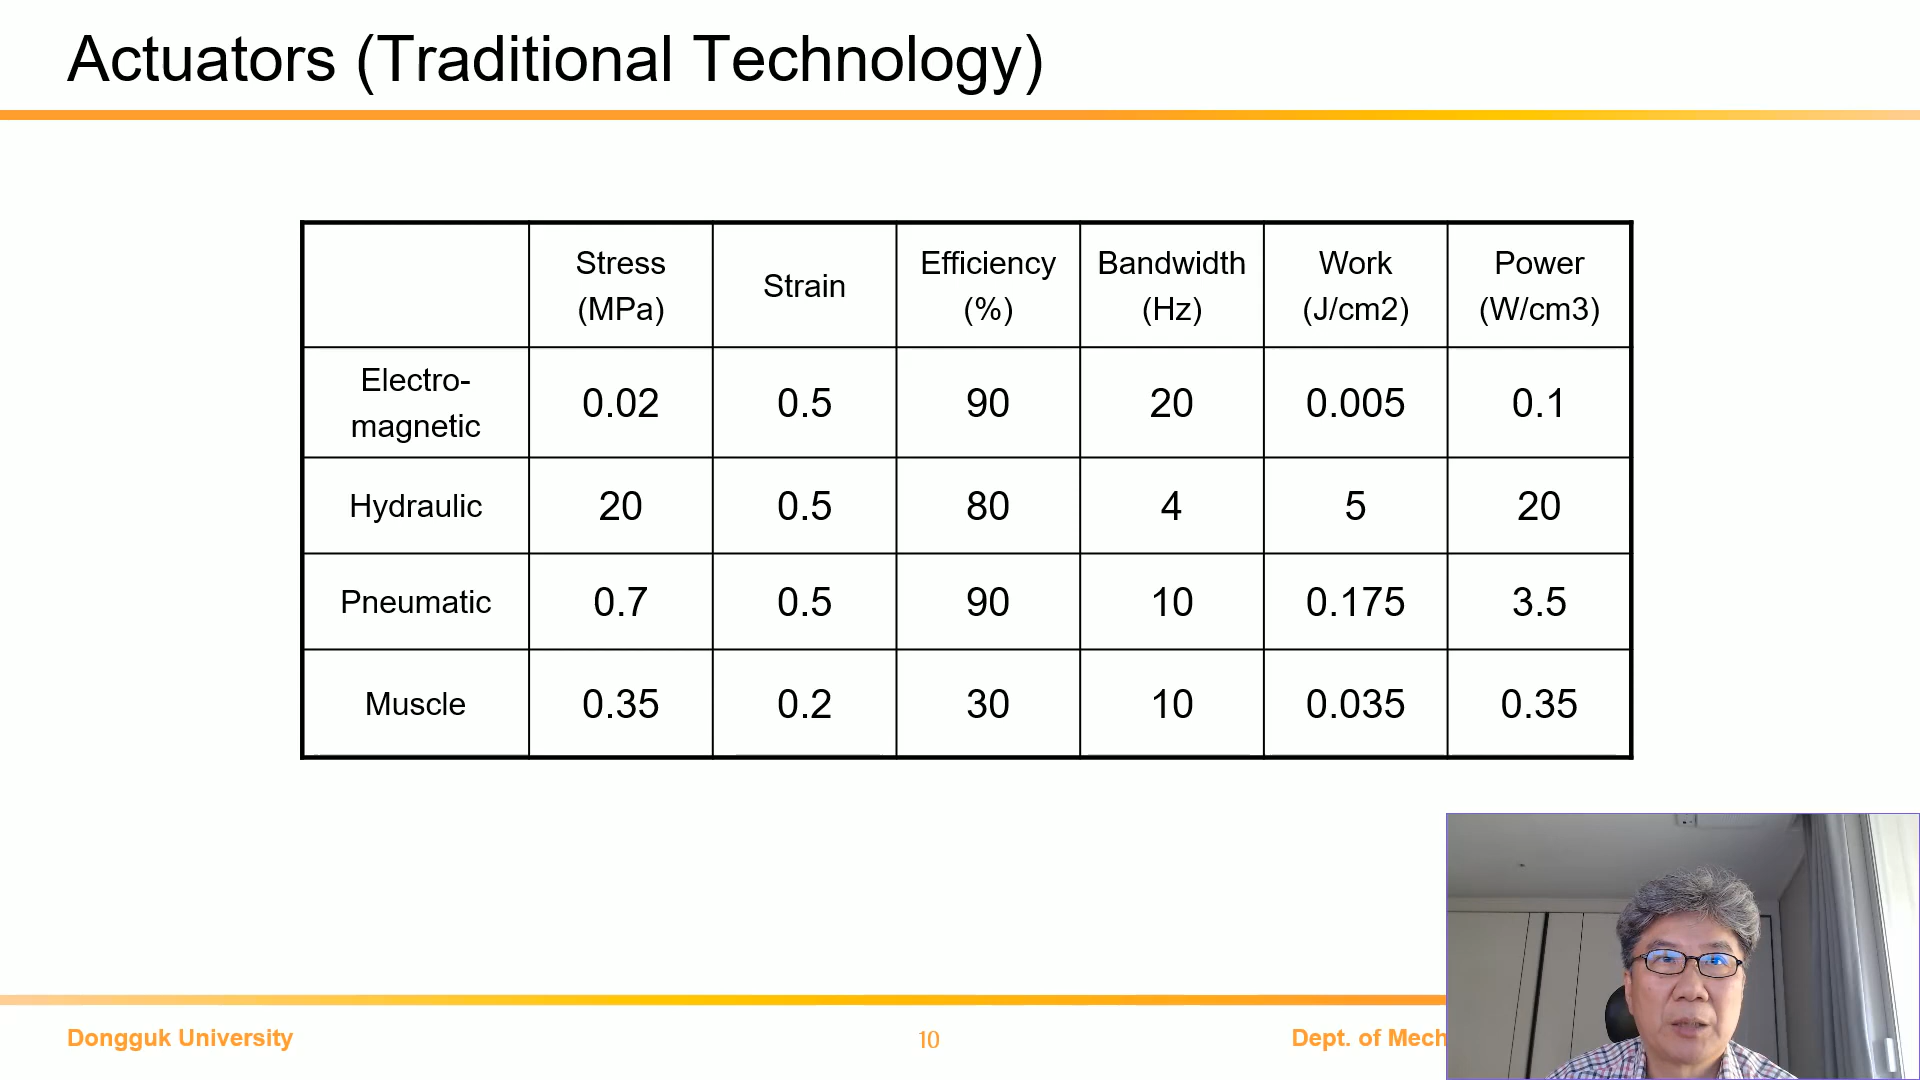 Actuators (Traditional Technology)
Stress (MPa) Strain Efficiency (%) Bandwidth (Hz) Work (J/cm2) Power (W/cm3)
Electro-magnetic 0.02 0.5 90 20 0.005 0.1
Hydraulic 20 0.5 80 4 5 20
Pneumatic 0.7 0.5 90 10 0.175 3.5
Muscle 0.35 0.2 30 10 0.035 0.35
Dongguk University 10 Dept. of Mech